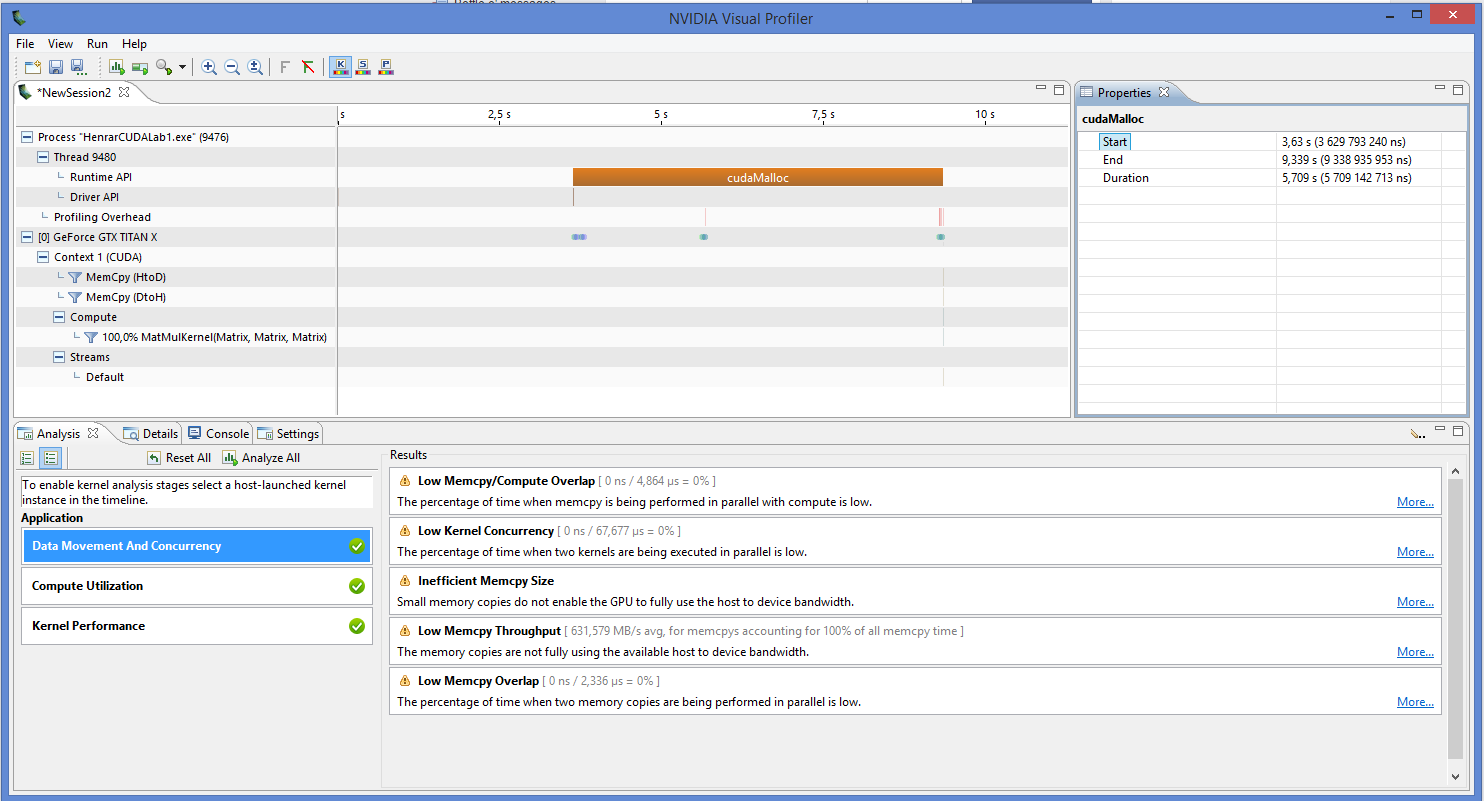 NVIDIA Visual Profiler
File View Run Help
K S P
*NewSession2
s 2,5 s 5 s 7,5 s 10 s
Process "HenrarCUDALab1.exe" (9476)
Thread 9480
Runtime API
cudaMalloc
Driver API
Profiling Overhead
[0] GeForce GTX TITAN X
Context 1 (CUDA)
MemCpy (HtoD)
MemCpy (DtoH)
Compute
100,0% MatMulKernel(Matrix, Matrix, Matrix)
Streams
Default
Properties
cudaMalloc
Start 3,63 s (3 629 793 240 ns)
End 9,339 s (9 338 935 953 ns)
Duration 5,709 s (5 709 142 713 ns)
Analysis Details Console Settings
Reset All Analyze All
To enable kernel analysis stages select a host-launched kernel
instance in the timeline.
Application
Data Movement And Concurrency
Compute Utilization
Kernel Performance
Results
Low Memcpy/Compute Overlap [ 0 ns / 4,864 µs = 0% ]
The percentage of time when memcpy is being performed in parallel with compute is low. More...
Low Kernel Concurrency [ 0 ns / 67,677 µs = 0% ]
The percentage of time when two kernels are being executed in parallel is low. More...
Inefficient Memcpy Size
Small memory copies do not enable the GPU to fully use the host to device bandwidth. More...
Low Memcpy Throughput [ 631,579 MB/s avg, for memcpys accounting for 100% of all memcpy time ]
The memory copies are not fully using the available host to device bandwidth. More...
Low Memcpy Overlap [ 0 ns / 2,336 µs = 0% ]
The percentage of time when two memory copies are being performed in parallel is low. More...